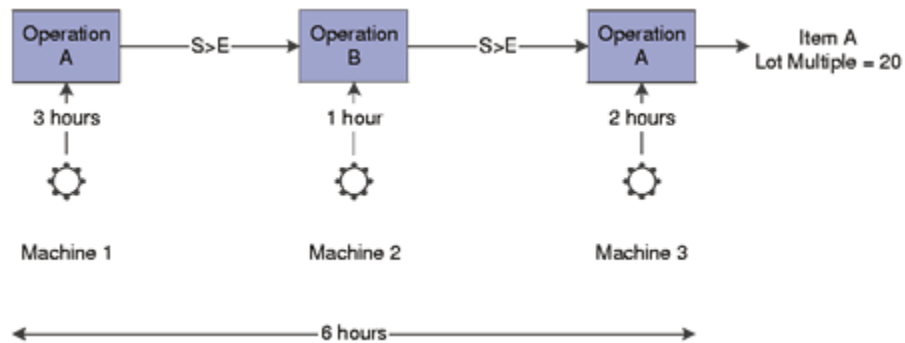 Operation
A
S>E
Operation
B
S>E
Operation
A
Item A
Lot Multiple = 20
3 hours
1 hour
2 hours
Machine 1
Machine 2
Machine 3
6 hours